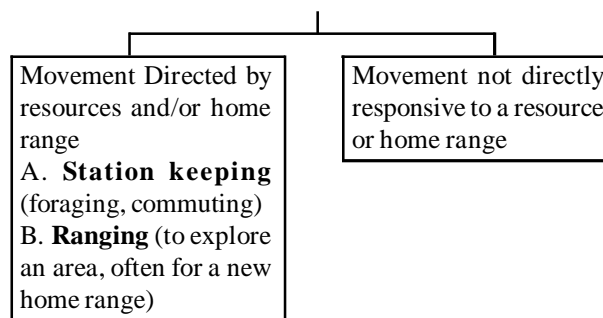 Movement Directed by
resources and/or home
range
A. Station keeping
(foraging, commuting)
B. Ranging (to explore
an area, often for a new
home range)
Movement not directly
responsive to a resource
or home range